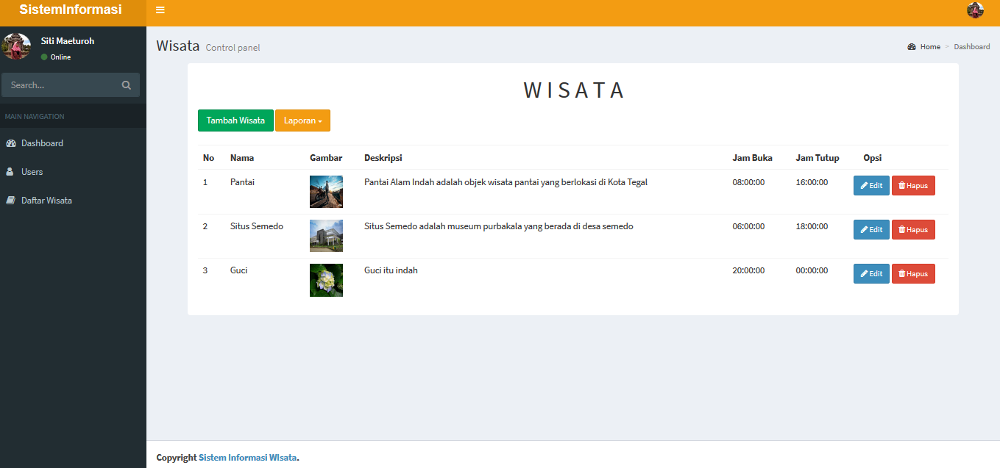 SistemInformasi
Siti Maeturoh
Online
Search...
MAIN NAVIGATION
Dashboard
Users
Daftar Wisata
Wisata Control panel
Home > Dashboard
W I S A T A
Tambah Wisata Laporan
No Nama Gambar Deskripsi Jam Buka Jam Tutup Opsi
1 Pantai Pantai Alam Indah adalah objek wisata pantai yang berlokasi di Kota Tegal 08:00:00 16:00:00 Edit Hapus
2 Situs Semedo Situs Semedo adalah museum purbakala yang berada di desa semedo 06:00:00 18:00:00 Edit Hapus
3 Guci Guci itu indah 20:00:00 00:00:00 Edit Hapus
Copyright Sistem Informasi WIsata.